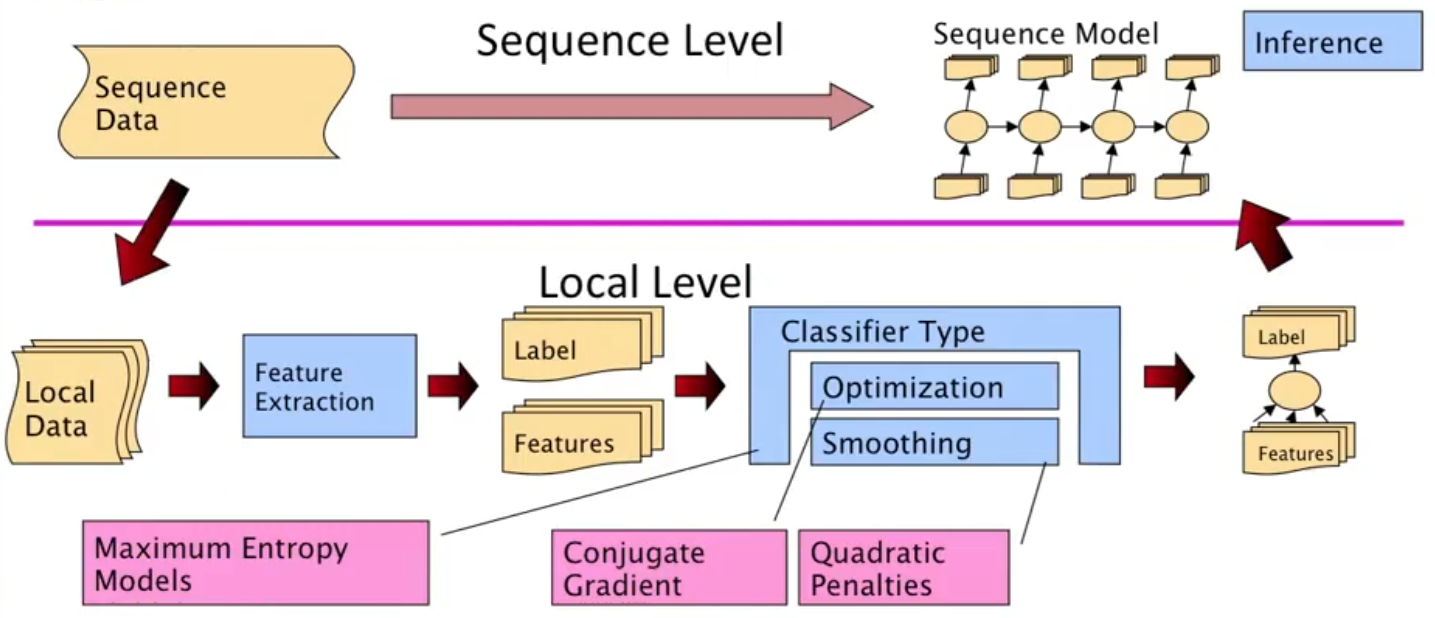 Sequence Level
Sequence Model
Inference
Sequence
Data
Local Level
Local
Data
Feature
Extraction
Label
Features
Classifier Type
Optimization
Smoothing
Label
Features
Maximum Entropy
Models
Conjugate
Gradient
Quadratic
Penalties